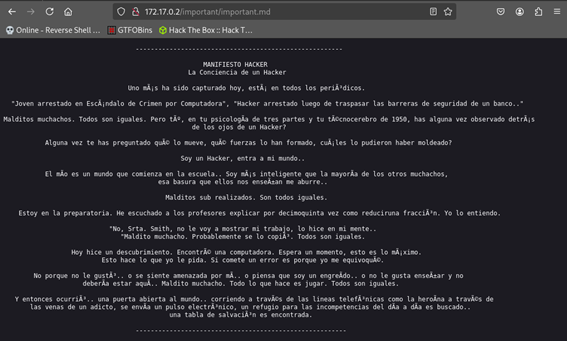 172.17.0.2/important/important.md
Online - Reverse Shell ...
GTFOBins
Hack The Box :: Hack T...
-------------------------------------------------------
MANIFIESTO HACKER
La Conciencia de un Hacker
Uno mÃ¡s ha sido capturado hoy, estÃ¡ en todos los periÃ³dicos.
"Joven arrestado en EscÃ¡ndalo de Crimen por Computadora", "Hacker arrestado luego de traspasar las barreras de seguridad de un banco.."
Malditos muchachos. Todos son iguales. Pero tÃº, en tu psicologÃ­a de tres partes y tu tÃ©cnocerebro de 1950, has alguna vez observado detrÃ¡s
de los ojos de un Hacker?
Alguna vez te has preguntado quÃ© lo mueve, quÃ© fuerzas lo han formado, cuÃ¡les lo pudieron haber moldeado?
Soy un Hacker, entra a mi mundo..
El mÃ­o es un mundo que comienza en la escuela.. Soy mÃ¡s inteligente que la mayorÃ­a de los otros muchachos,
esa basura que ellos nos enseÃ±an me aburre..
Malditos sub realizados. Son todos iguales.
Estoy en la preparatoria. He escuchado a los profesores explicar por decimoquinta vez como reduciruna fracciÃ³n. Yo lo entiendo.
"No, Srta. Smith, no le voy a mostrar mi trabajo, lo hice en mi mente..
"Maldito muchacho. Probablemente se lo copiÃ³. Todos son iguales.
Hoy hice un descubrimiento. EncontrÃ© una computadora. Espera un momento, esto es lo mÃ¡ximo.
Esto hace lo que yo le pida. Si comete un error es porque yo me equivoquÃ©.
No porque no le gustÃ³.. o se siente amenazada por mÃ­.. o piensa que soy un engreÃ­do.. o no le gusta enseÃ±ar y no
deberÃ­a estar aquÃ­.. Maldito muchacho. Todo lo que hace es jugar. Todos son iguales.
Y entonces ocurriÃ³.. una puerta abierta al mundo.. corriendo a travÃ©s de las lineas telefÃ³nicas como la heroÃ­na a travÃ©s de
las venas de un adicto, se envÃ­a un pulso electrÃ³nico, un refugio para las incompetencias del dÃ­a a dÃ­a es buscado..
una tabla de salvaciÃ³n es encontrada.
--------------------------------------------------------